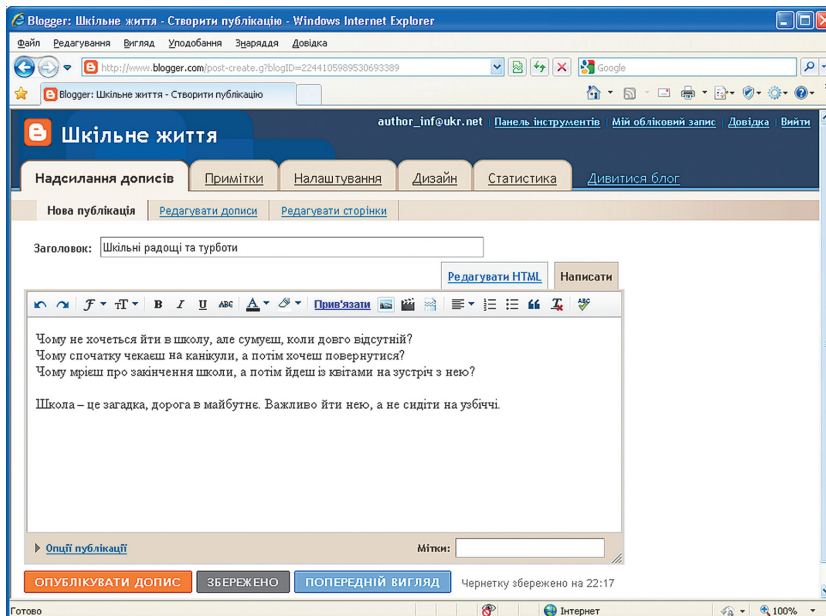 Blogger: Шкільне життя - Створити публікацію - Windows Internet Explorer
Файл Редагування Вигляд Уподобання Знаряддя Довідка
http://www.blogger.com/post-create.g?blogID=2244105989530693389 Google
Blogger: Шкільне життя - Створити публікацію
author_inf@ukr.net Панель інструментів Мій обліковий запис Довідка Вийти
Шкільне життя
Надсилання дописів Примітки Налаштування Дизайн Статистика Дивитися блог
Нова публікація Редагувати дописи Редагувати сторінки
Заголовок: Шкільні радощі та турботи
Редагувати HTML Написати
B I U ABC A Прив'язати
Чому не хочеться йти в школу, але сумуєш, коли довго відсутній?
Чому спочатку чекаєш на канікули, а потім хочеш повернутися?
Чому мрієш про закінчення школи, а потім йдеш із квітами на зустріч з нею?
Школа – це загадка, дорога в майбутнє. Важливо йти нею, а не сидіти на узбіччі.
Опції публікації Мітки:
ОПУБЛІКУВАТИ ДОПИС ЗБЕРЕЖЕНО ПОПЕРЕДНІЙ ВИГЛЯД Чернетку збережено на 22:17
Готово Інтернет 100%